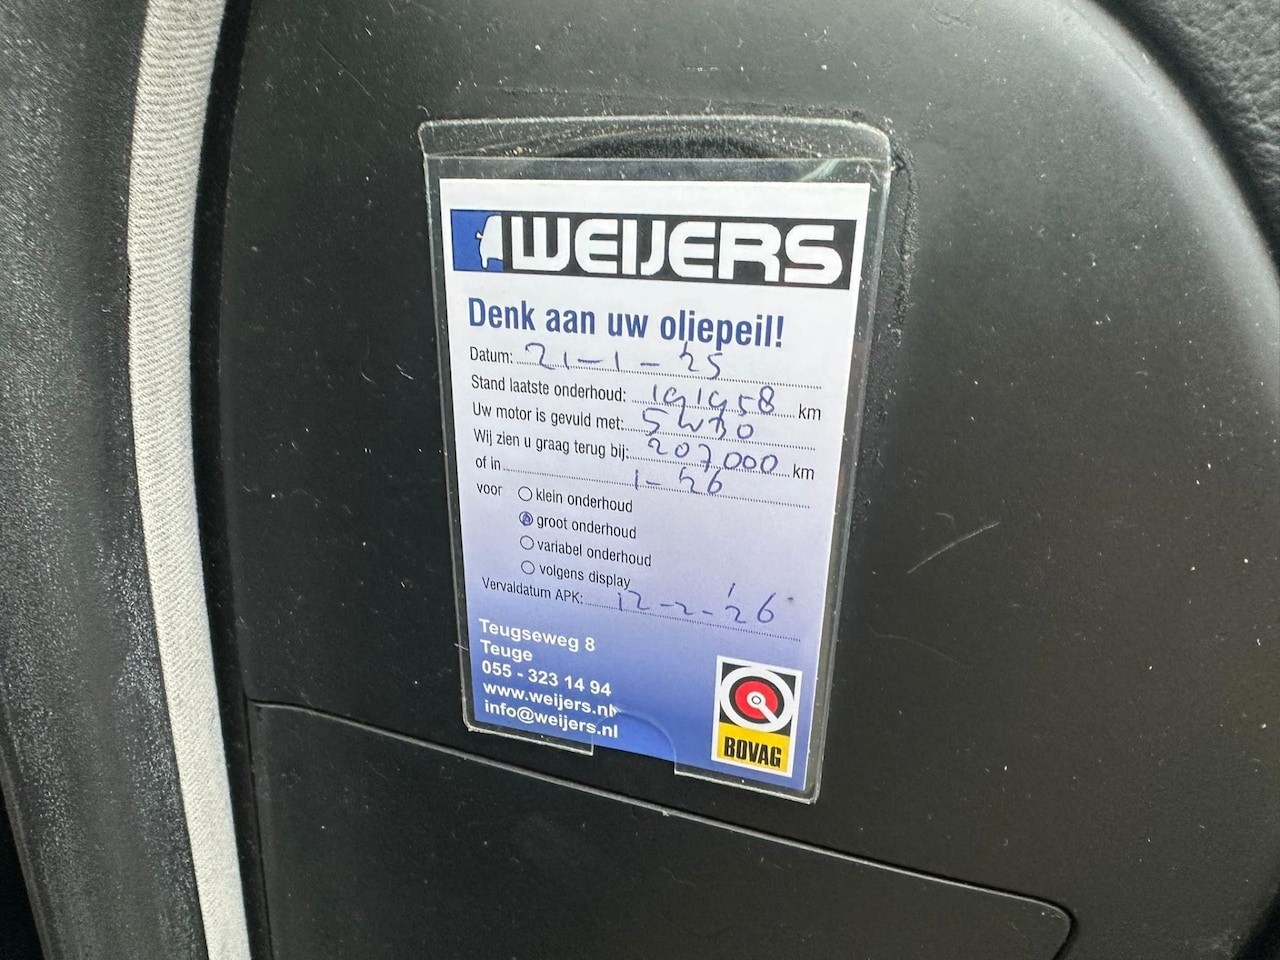 WEIJERS
Denk aan uw oliepeil!
Datum: 21-1-'25
Stand laatste onderhoud: 191958 km
Uw motor is gevuld met: 5W30
Wij zien u graag terug bij: 207000 km
of in 1-'26
voor klein onderhoud
groot onderhoud
variabel onderhoud
volgens display
Vervaldatum APK: 12-2-'26
Teugseweg 8
Teuge
055 - 323 14 94
www.weijers.nl
info@weijers.nl
BOVAG